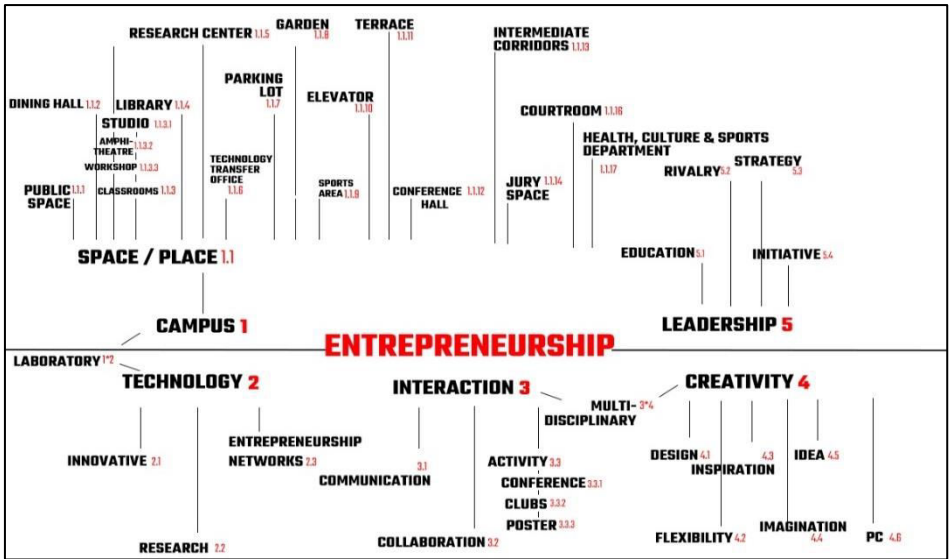 RESEARCH CENTER 1.1.5
GARDEN
1.1.8
TERRACE
1.1.11
INTERMEDIATE
CORRIDORS 1.1.13
DINING HALL 1.1.2
LIBRARY 1.1.4
PARKING
LOT
1.1.7
ELEVATOR
1.1.10
COURTROOM 1.1.16
STUDIO 1.1.3.1
AMPHI-
THEATRE 1.1.3.2
WORKSHOP 1.1.3.3
CLASSROOMS 1.1.3
PUBLIC 1.1.1
SPACE
TECHNOLOGY
TRANSFER
OFFICE
1.1.6
SPORTS
AREA 1.1.9
CONFERENCE 1.1.12
HALL
JURY 1.1.14
SPACE
HEALTH, CULTURE & SPORTS
DEPARTMENT
1.1.17
RIVALRY 5.2
STRATEGY
5.3
EDUCATION 5.1
INITIATIVE 5.4
SPACE / PLACE 1.1
CAMPUS 1
LEADERSHIP 5
ENTREPRENEURSHIP
LABORATORY 1*2
TECHNOLOGY 2
INTERACTION 3
CREATIVITY 4
MULTI- 3*4
DISCIPLINARY
INNOVATIVE 2.1
ENTREPRENEURSHIP
NETWORKS 2.3
RESEARCH 2.2
3.1
COMMUNICATION
COLLABORATION 3.2
ACTIVITY 3.3
CONFERENCE 3.3.1
CLUBS 3.3.2
POSTER 3.3.3
DESIGN 4.1
4.3
INSPIRATION
IDEA 4.5
FLEXIBILITY 4.2
IMAGINATION
4.4
PC 4.6